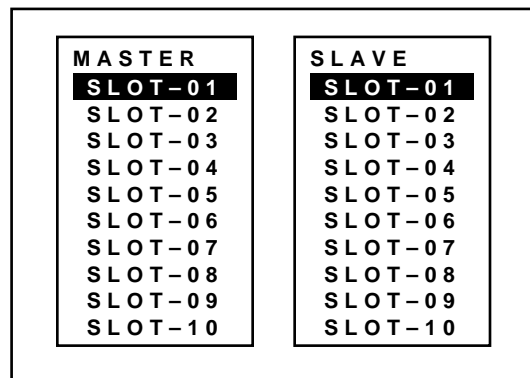 MASTER
SLOT–01
SLOT–02
SLOT–03
SLOT–04
SLOT–05
SLOT–06
SLOT–07
SLOT–08
SLOT–09
SLOT–10
SLAVE
SLOT–01
SLOT–02
SLOT–03
SLOT–04
SLOT–05
SLOT–06
SLOT–07
SLOT–08
SLOT–09
SLOT–10